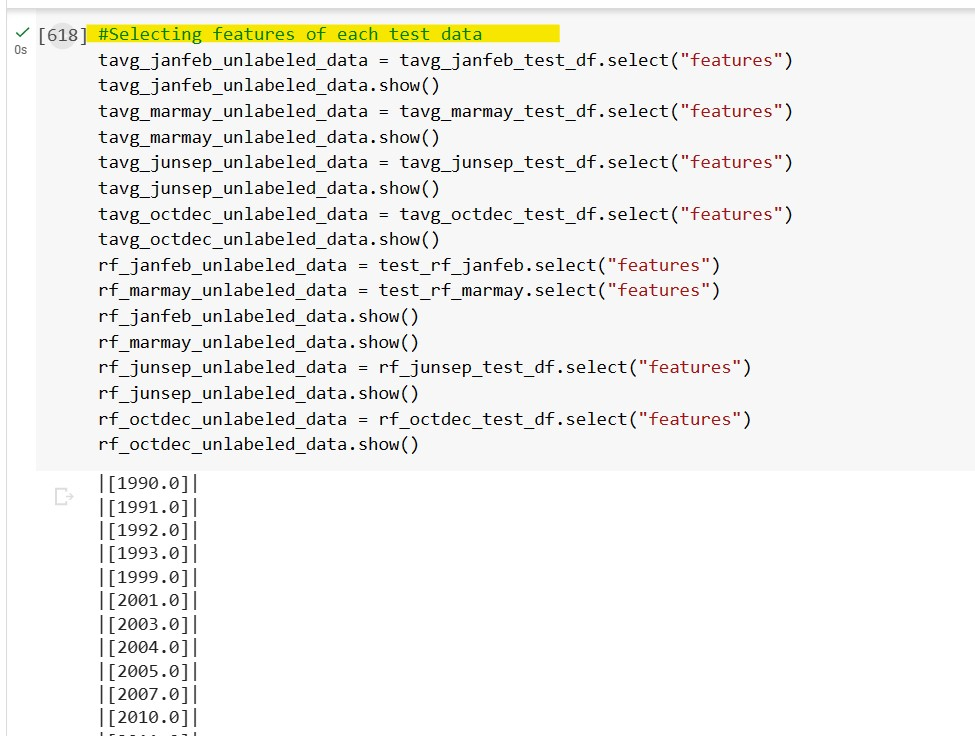 [618] #Selecting features of each test data
0s
tavg_janfeb_unlabeled_data = tavg_janfeb_test_df.select("features")
tavg_janfeb_unlabeled_data.show()
tavg_marmay_unlabeled_data = tavg_marmay_test_df.select("features")
tavg_marmay_unlabeled_data.show()
tavg_junsep_unlabeled_data = tavg_junsep_test_df.select("features")
tavg_junsep_unlabeled_data.show()
tavg_octdec_unlabeled_data = tavg_octdec_test_df.select("features")
tavg_octdec_unlabeled_data.show()
rf_janfeb_unlabeled_data = test_rf_janfeb.select("features")
rf_marmay_unlabeled_data = test_rf_marmay.select("features")
rf_janfeb_unlabeled_data.show()
rf_marmay_unlabeled_data.show()
rf_junsep_unlabeled_data = rf_junsep_test_df.select("features")
rf_junsep_unlabeled_data.show()
rf_octdec_unlabeled_data = rf_octdec_test_df.select("features")
rf_octdec_unlabeled_data.show()
|[1990.0]|
|[1991.0]|
|[1992.0]|
|[1993.0]|
|[1999.0]|
|[2001.0]|
|[2003.0]|
|[2004.0]|
|[2005.0]|
|[2007.0]|
|[2010.0]|